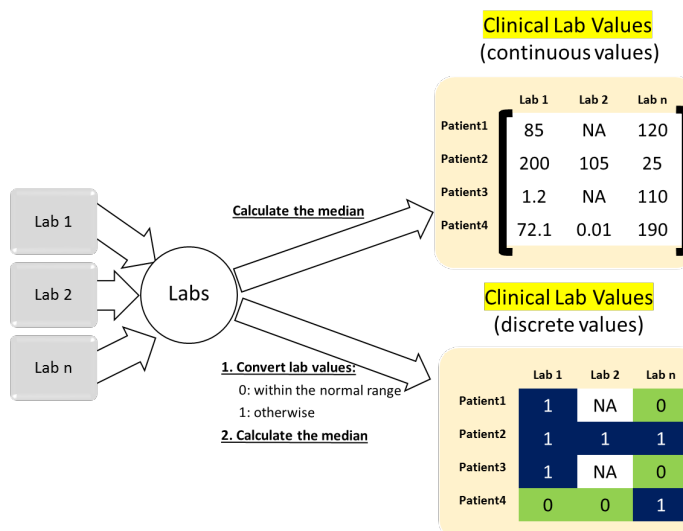 Clinical Lab Values
(continuous values)
Lab 1 Lab 2 Lab n
Patient1 85 NA 120
Patient2 200 105 25
Patient3 1.2 NA 110
Patient4 72.1 0.01 190
Lab 1
Lab 2
Lab n
Labs
Calculate the median
1. Convert lab values:
0: within the normal range
1: otherwise
2. Calculate the median
Clinical Lab Values
(discrete values)
Lab 1 Lab 2 Lab n
Patient1 1 NA 0
Patient2 1 1 1
Patient3 1 NA 0
Patient4 0 0 1